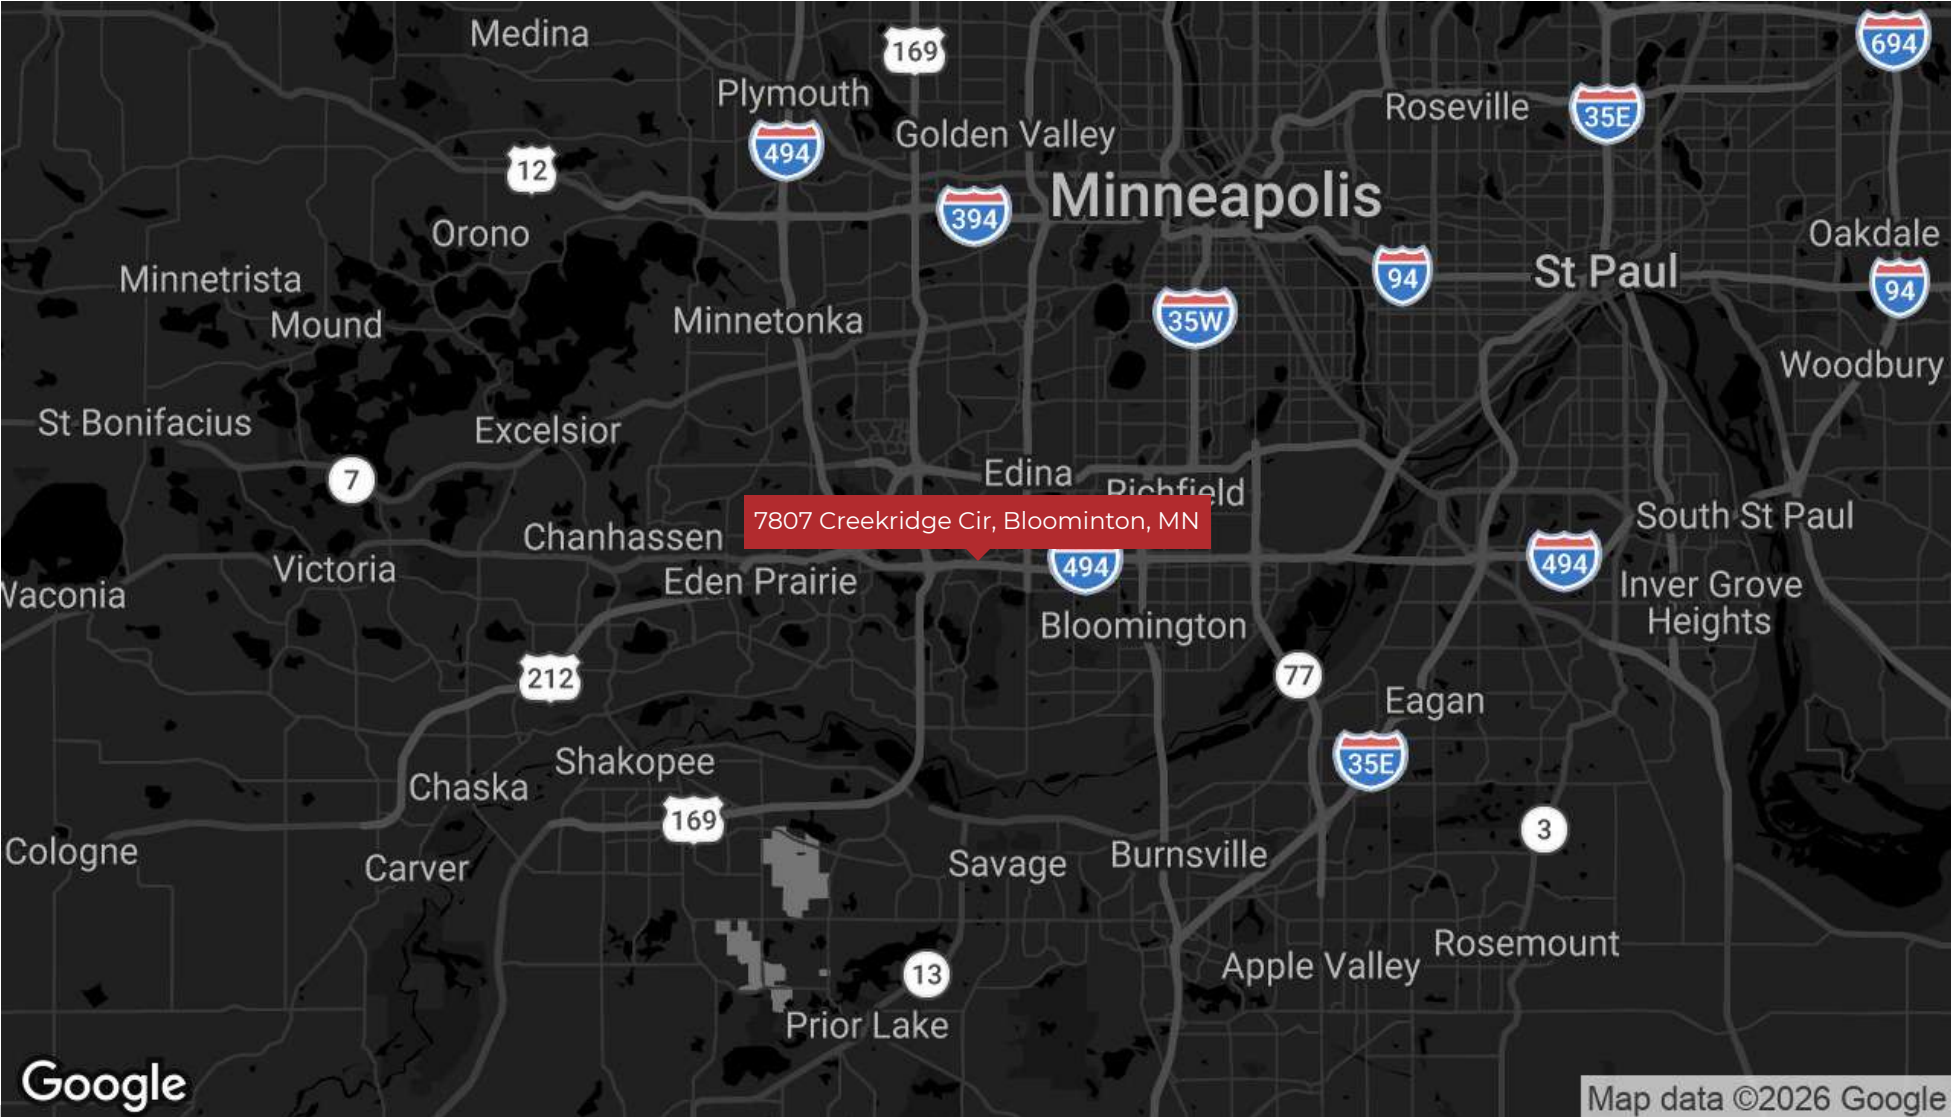 Medina
169
694
Plymouth
Roseville
35E
494
Golden Valley
12
394
Minneapolis
Orono
Oakdale
94
St Paul
94
Minnetrista
Mound
Minnetonka
35W
Woodbury
St Bonifacius
Excelsior
7
Edina
Richfield
7807 Creekridge Cir, Bloominton, MN
South St Paul
Chanhassen
494
494
Victoria
Eden Prairie
Waconia
Inver Grove
Heights
Bloomington
212
77
Eagan
Shakopee
35E
Chaska
169
3
Cologne
Carver
Savage
Burnsville
Rosemount
Apple Valley
13
Prior Lake
Google
Map data ©2026 Google